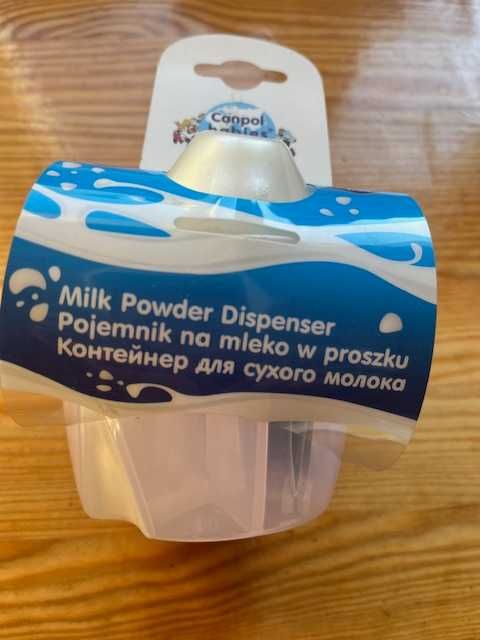 Canpol
babies
Milk Powder Dispenser
Pojemnik na mleko w proszku
Контейнер для сухого молока